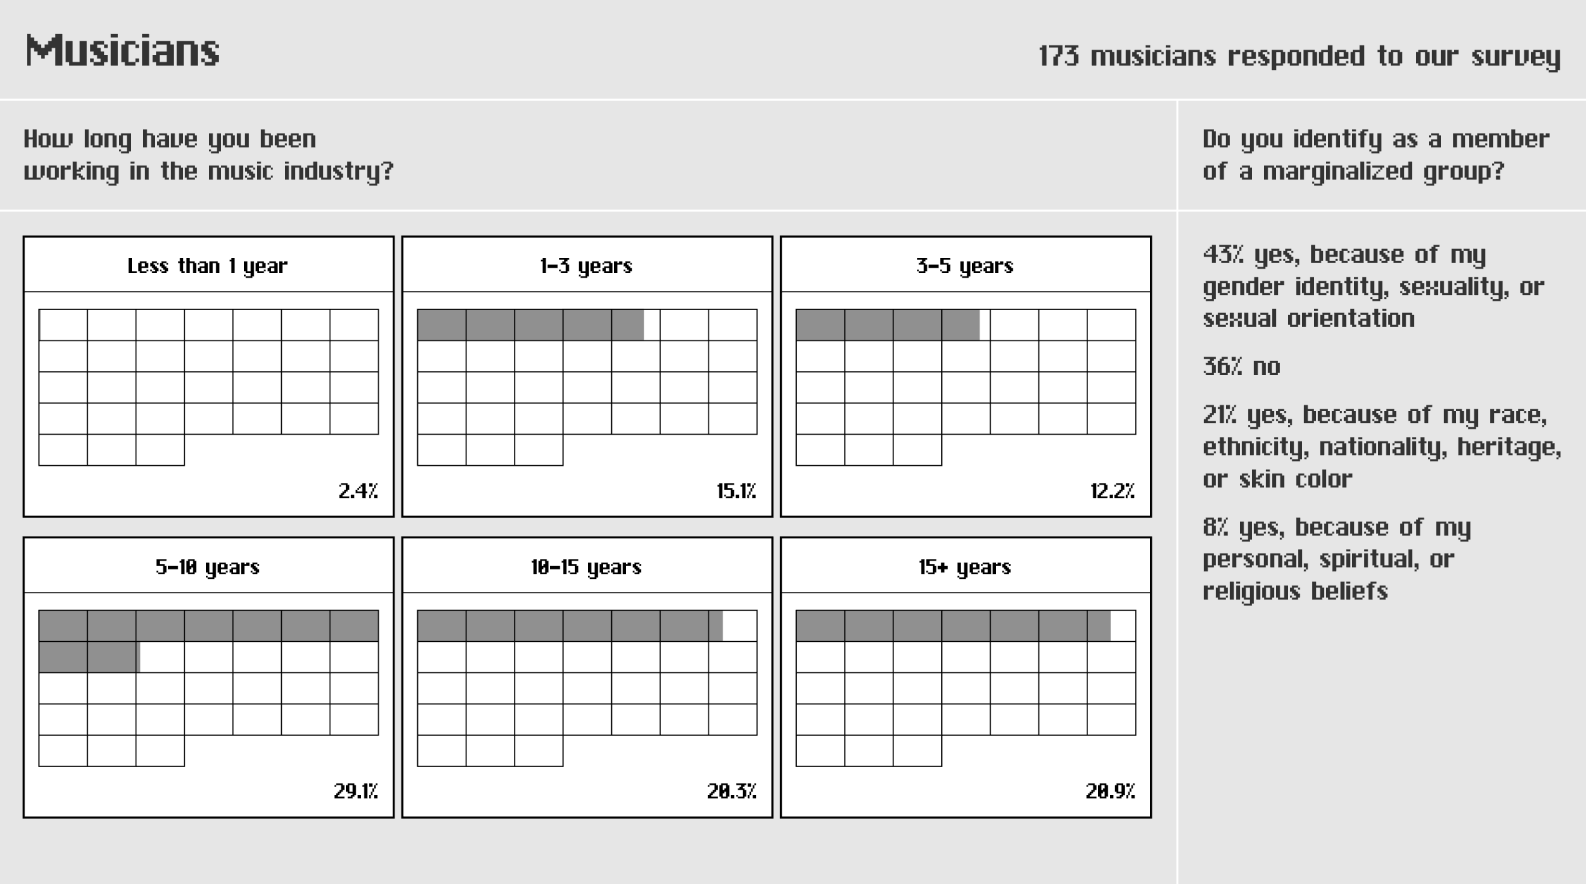 Musicians
173 musicians responded to our survey
How long have you been
working in the music industry?
Do you identify as a member
of a marginalized group?
Less than 1 year
2.4%
1-3 years
15.1%
3-5 years
12.2%
5-10 years
29.1%
10-15 years
20.3%
15+ years
20.9%
43% yes, because of my
gender identity, sexuality, or
sexual orientation
36% no
21% yes, because of my race,
ethnicity, nationality, heritage,
or skin color
8% yes, because of my
personal, spiritual, or
religious beliefs